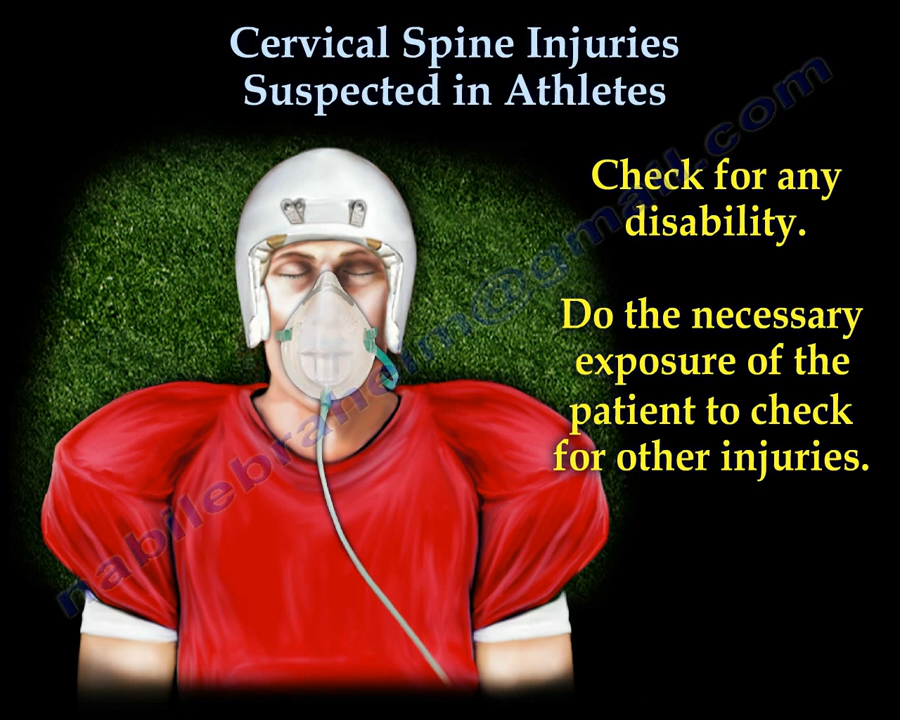 Cervical Spine Injuries
Suspected in Athletes
Check for any
disability.
Do the necessary
exposure of the
patient to check
for other injuries.
nabilebraheim@gmail.com